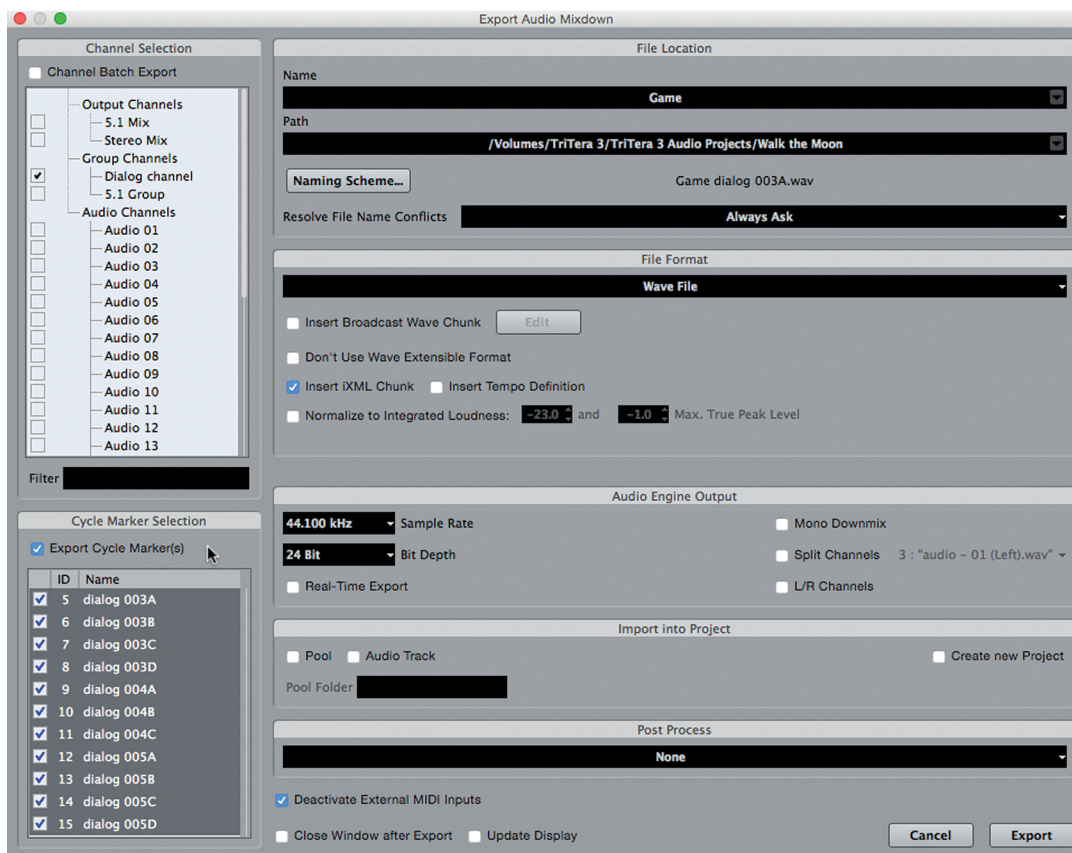 Export Audio Mixdown
Channel Selection
Channel Batch Export
Output Channels
5.1 Mix
Stereo Mix
Group Channels
Dialog channel
5.1 Group
Audio Channels
Audio 01
Audio 02
Audio 03
Audio 04
Audio 05
Audio 06
Audio 07
Audio 08
Audio 09
Audio 10
Audio 11
Audio 12
Audio 13
Filter
Cycle Marker Selection
Export Cycle Marker(s)
ID Name
5 dialog 003A
6 dialog 003B
7 dialog 003C
8 dialog 003D
9 dialog 004A
10 dialog 004B
11 dialog 004C
12 dialog 005A
13 dialog 005B
14 dialog 005C
15 dialog 005D
File Location
Name
Game
Path
/Volumes/TriTera 3/TriTera 3 Audio Projects/Walk the Moon
Naming Scheme... Game dialog 003A.wav
Resolve File Name Conflicts Always Ask
File Format
Wave File
Insert Broadcast Wave Chunk Edit
Don't Use Wave Extensible Format
Insert iXML Chunk Insert Tempo Definition
Normalize to Integrated Loudness: -23.0 and -1.0 Max. True Peak Level
Audio Engine Output
44.100 kHz Sample Rate Mono Downmix
24 Bit Bit Depth Split Channels 3 : "audio - 01 (Left).wav"
Real-Time Export L/R Channels
Import into Project
Pool Audio Track Create new Project
Pool Folder
Post Process
None
Deactivate External MIDI Inputs
Close Window after Export Update Display Cancel Export